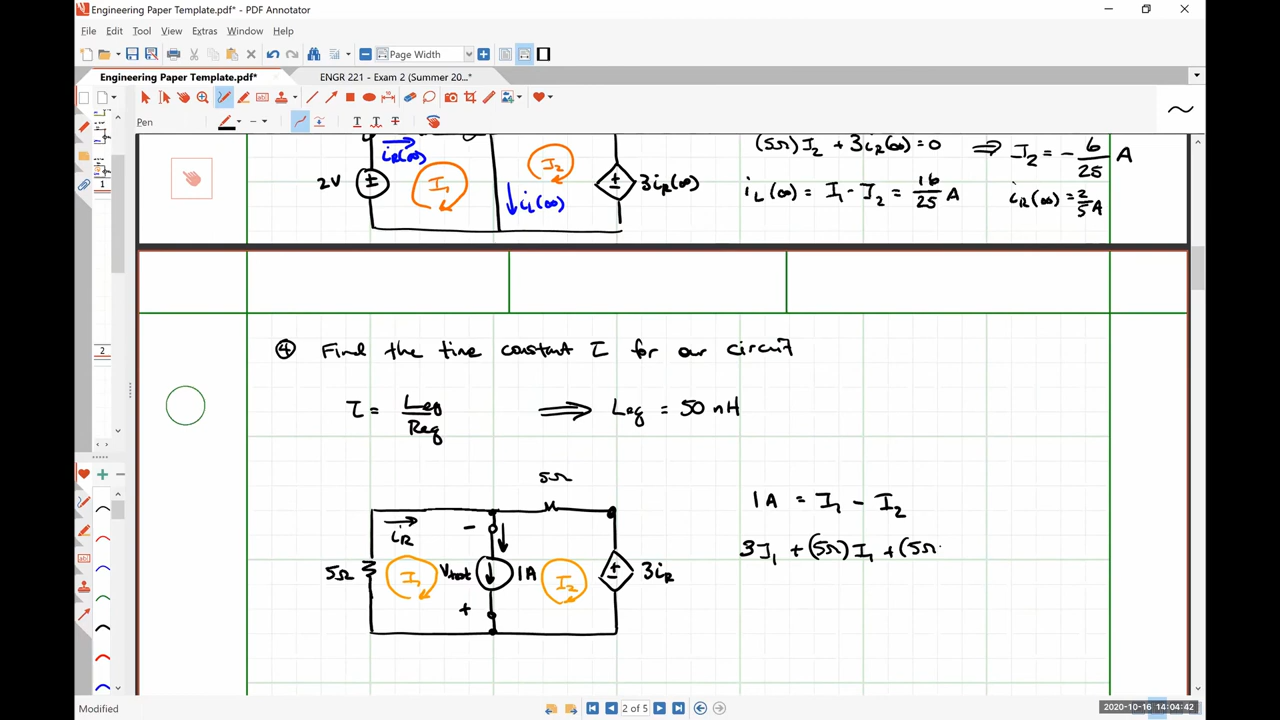 Engineering Paper Template.pdf* - PDF Annotator
File Edit Tool View Extras Window Help
Page Width
Engineering Paper Template.pdf* ENGR 221 - Exam 2 (Summer 20...*
Pen
1
2
2V
iR(∞)
I1
I2
iL(∞)
3iR(∞)
(5Ω)I2 + 3iR(∞) = 0 ⟹ I2 = -6/25 A
iL(∞) = I1 - I2 = 16/25 A iR(∞) = 2/5 A
④ Find the time constant τ for our circuit
τ = Leq/Req ⟹ Leq = 50 nH
5Ω
iR
-
5Ω
I1
Vtest
1A
I2
3iR
+
1A = I1 - I2
3I1 + (5Ω)I1 + (5Ω
Modified
2 of 5
2020-10-16 14:04:42